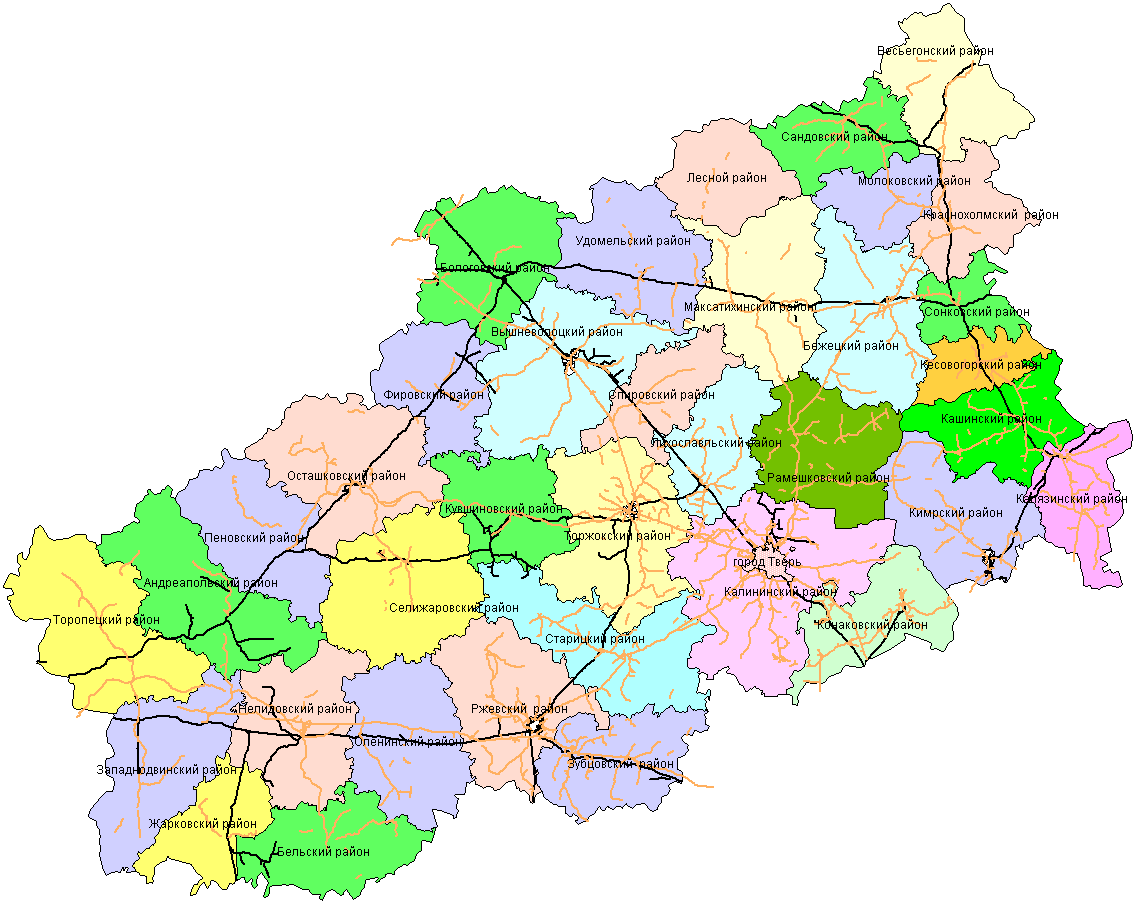 Весьегонский район
Сандовский район
Лесной район
Молоковский район
Краснохолмский район
Удомельский район
Бологовский район
Максатихинский район
Сонковский район
Вышневолоцкий район
Бежецкий район
Кесовогорский район
Фировский район
Спировский район
Кашинский район
Лихославльский район
Осташковский район
Рамешковский район
Калязинский район
Кувшиновский район
Кимрский район
Торжокский район
Пеновский район
город Тверь
Андреапольский район
Калининский район
Селижаровский район
Торопецкий район
Конаковский район
Старицкий район
Нелидовский район
Ржевский район
Оленинский район
Зубцовский район
Западнодвинский район
Жарковский район
Бельский район